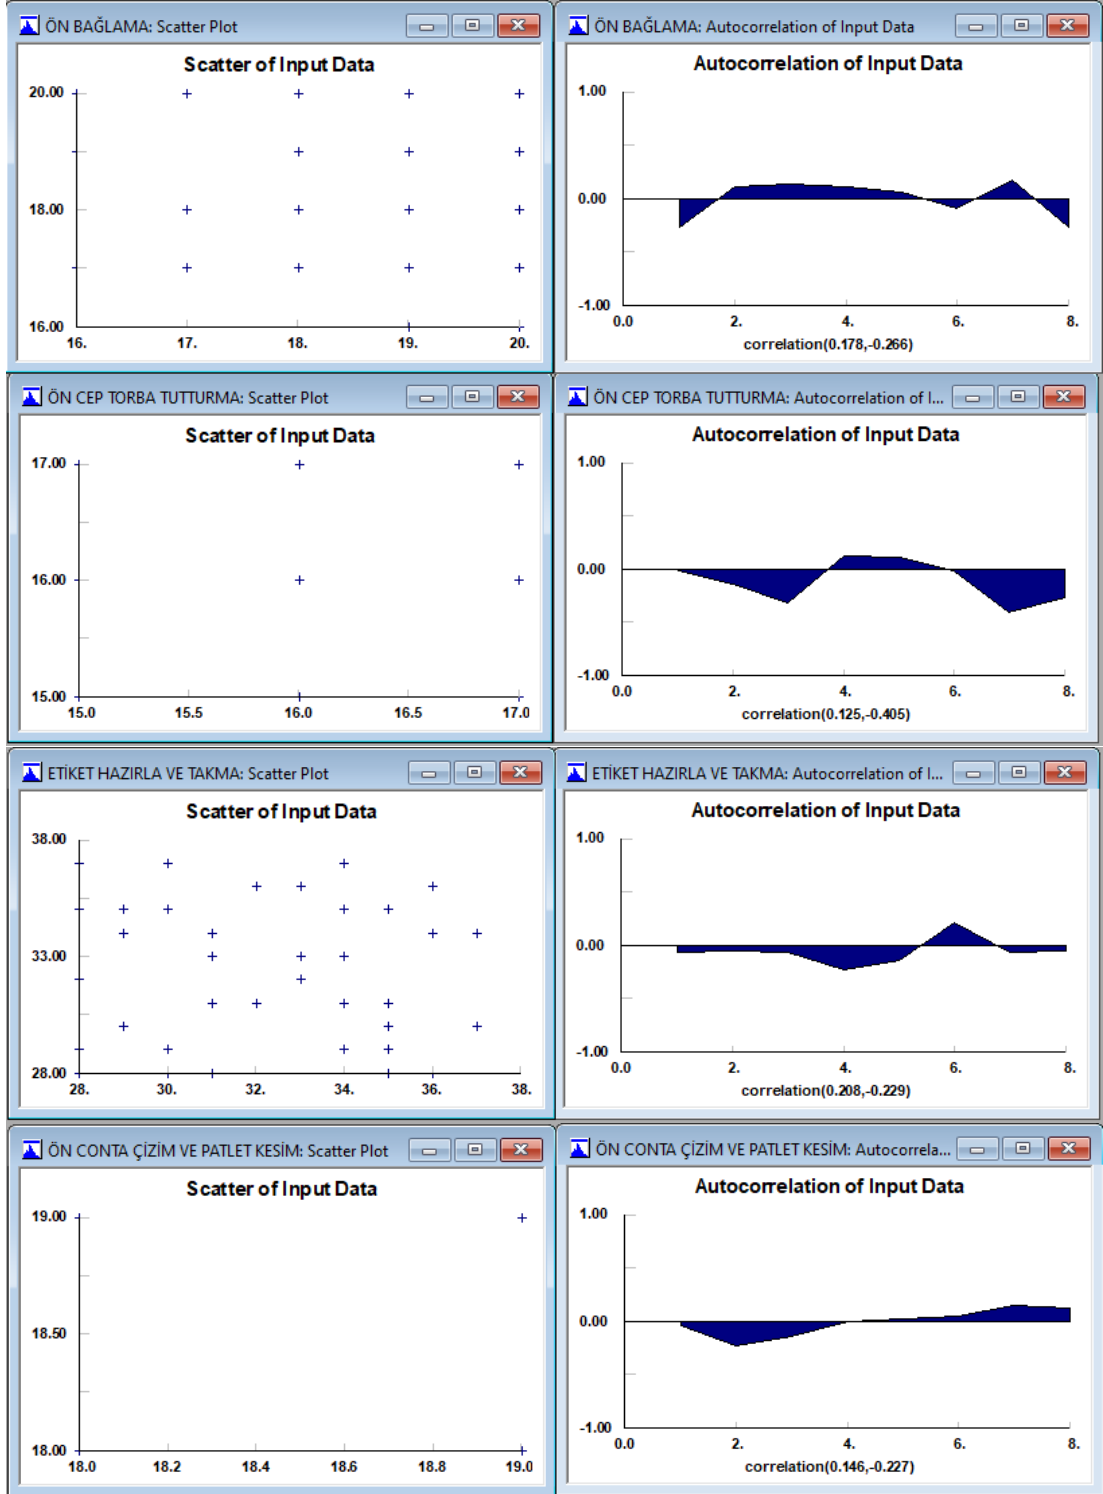 ÖN BAĞLAMA: Scatter Plot
Scatter of Input Data
20.00
18.00
16.00
16. 17. 18. 19. 20.
ÖN BAĞLAMA: Autocorrelation of Input Data
Autocorrelation of Input Data
1.00
0.00
-1.00
0.0 2. 4. 6. 8.
correlation(0.178,-0.266)
ÖN CEP TORBA TUTTURMA: Scatter Plot
Scatter of Input Data
17.00
16.00
15.00
15.0 15.5 16.0 16.5 17.0
ÖN CEP TORBA TUTTURMA: Autocorrelation of I...
Autocorrelation of Input Data
1.00
0.00
-1.00
0.0 2. 4. 6. 8.
correlation(0.125,-0.405)
ETİKET HAZIRLA VE TAKMA: Scatter Plot
Scatter of Input Data
38.00
33.00
28.00
28. 30. 32. 34. 36. 38.
ETİKET HAZIRLA VE TAKMA: Autocorrelation of I...
Autocorrelation of Input Data
1.00
0.00
-1.00
0.0 2. 4. 6. 8.
correlation(0.208,-0.229)
ÖN CONTA ÇİZİM VE PATLET KESİM: Scatter Plot
Scatter of Input Data
19.00
18.50
18.00
18.0 18.2 18.4 18.6 18.8 19.0
ÖN CONTA ÇİZİM VE PATLET KESİM: Autocorrela...
Autocorrelation of Input Data
1.00
0.00
-1.00
0.0 2. 4. 6. 8.
correlation(0.146,-0.227)